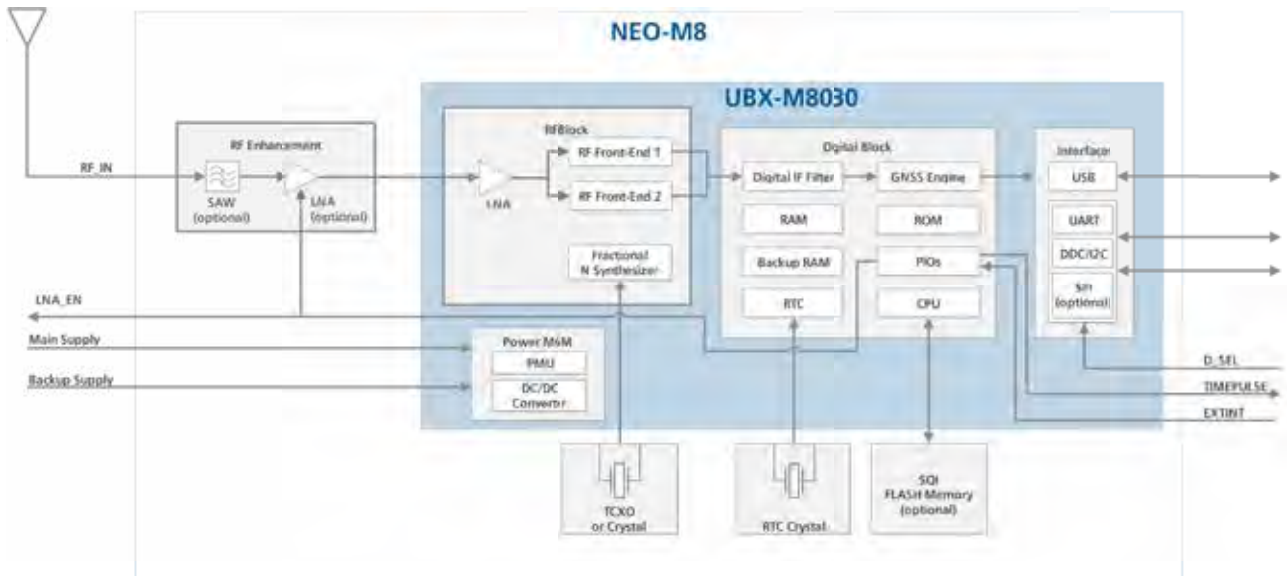 NEO-M8
UBX-M8030
RF Enhancement
RFBlock
Digital Block
Interface
RF_IN
SAW
(optional)
LNA
(optional)
LNA
RF Front-End 1
RF Front-End 2
Fractional
N Synthesizer
Digital IF Filter
GNSS Engine
RAM
ROM
Backup RAM
PIOs
RTC
CPU
USB
UART
DDC/I2C
SPI
(optional)
LNA_EN
Main Supply
Backup Supply
Power MGM
PMU
DC/DC
Converter
D_SEL
TIMEPULSE
EXTINT
TCXO
or Crystal
RTC Crystal
SQI
FLASH Memory
(optional)